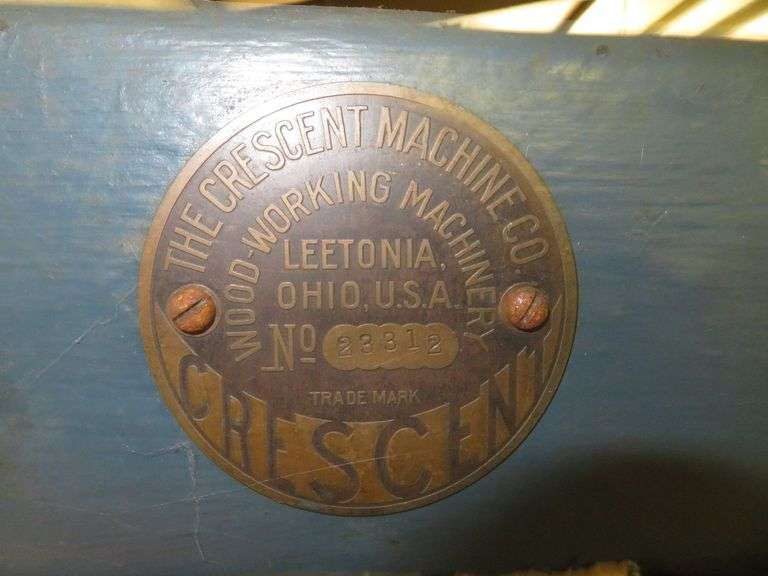 THE CRESCENT MACHINE CO.
WOOD-WORKING MACHINERY
LEETONIA,
OHIO, U.S.A.
No 23312
TRADE MARK
CRESCENT